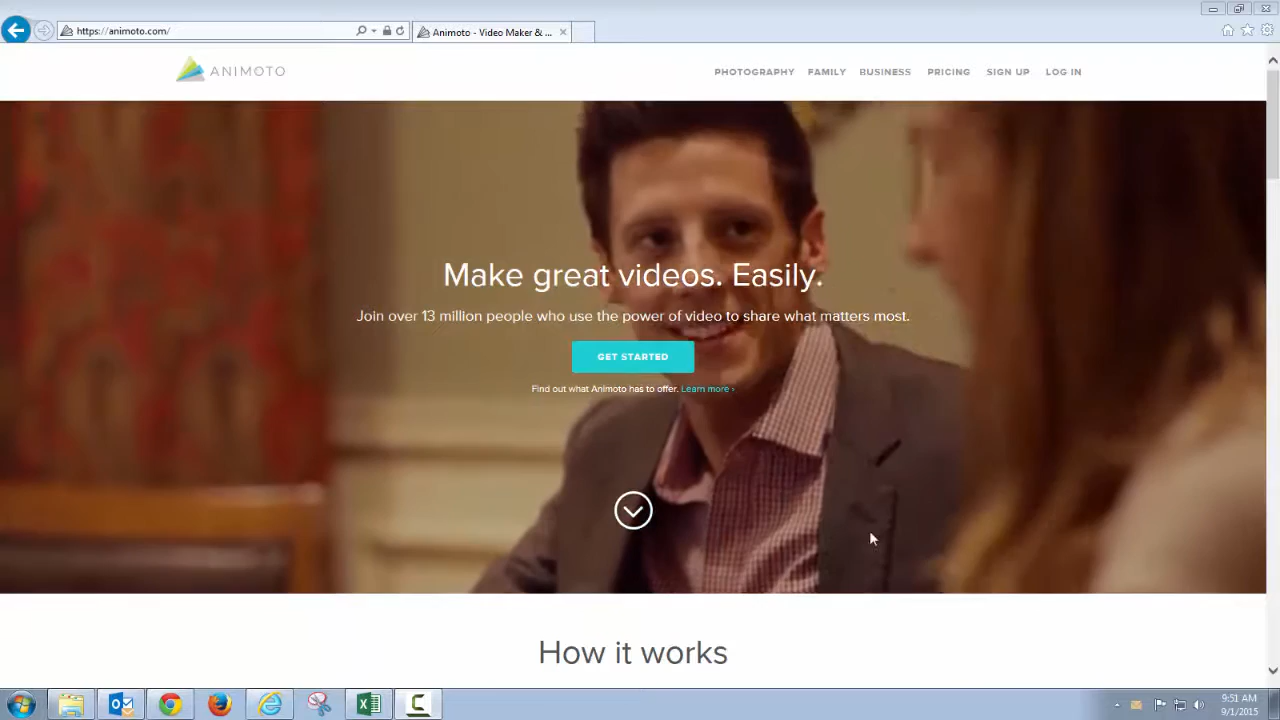 https://animoto.com/
Animoto - Video Maker & ...
ANIMOTO
PHOTOGRAPHY FAMILY BUSINESS PRICING SIGN UP LOG IN
Make great videos. Easily.
Join over 13 million people who use the power of video to share what matters most.
GET STARTED
Find out what Animoto has to offer. Learn more ›
How it works
9:51 AM
9/1/2015